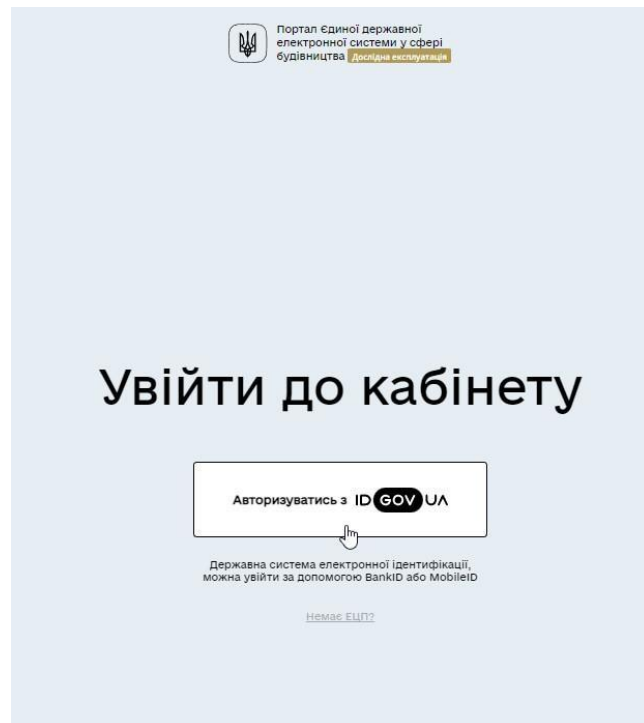 Портал Єдиної державної
електронної системи у сфері
будівництва Дослідна експлуатація
Увійти до кабінету
Авторизуватись з ID GOV UA
Державна система електронної ідентифікації,
можна увійти за допомогою BankID або MobileID
Немає ЕЦП?